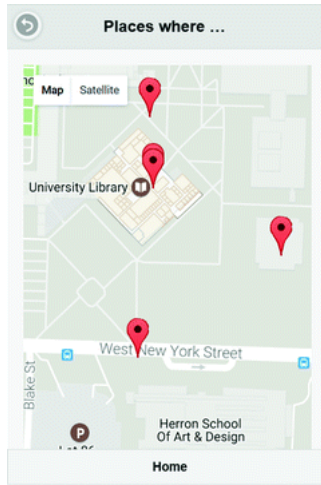 Places where ...
Map Satellite
University Library
West New York Street
Blake St
P
Herron School
Of Art & Design
Home